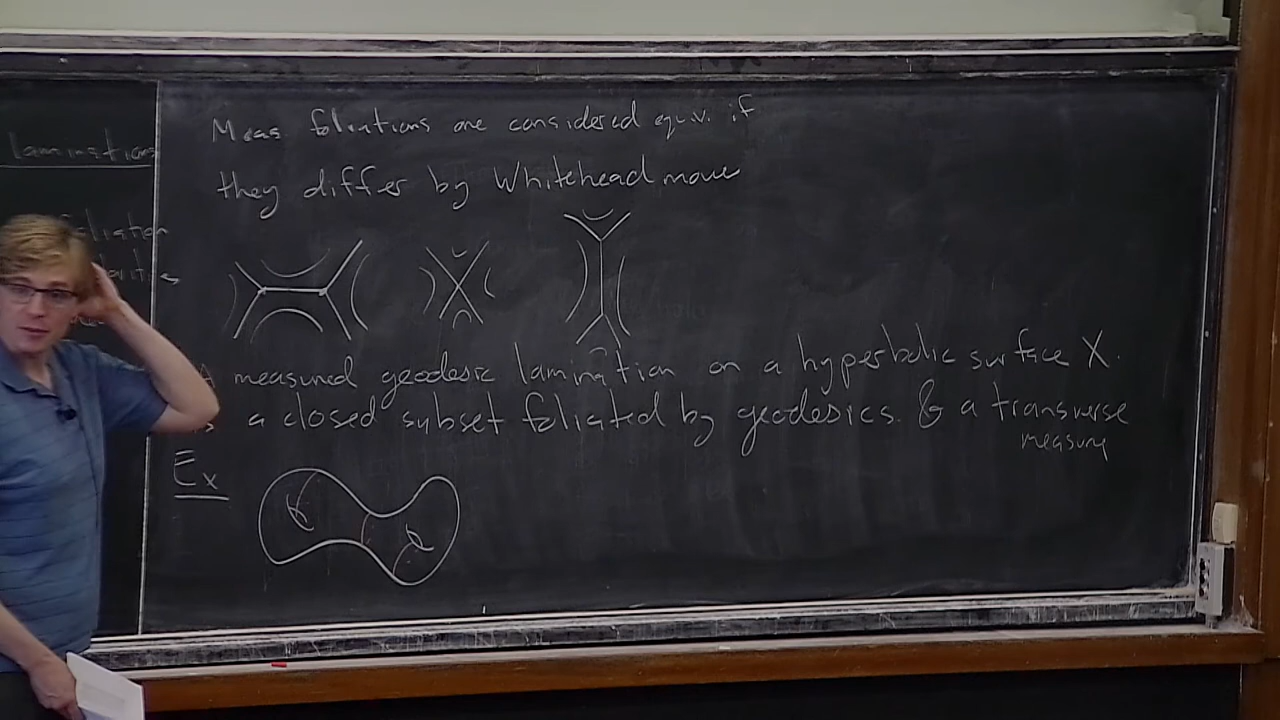 laminations
Meas foliations are considered equiv. if
they differ by Whitehead move
measured geodesic lamination on a hyperbolic surface X.
a closed subset foliated by geodesics. & a transverse
measure
Ex